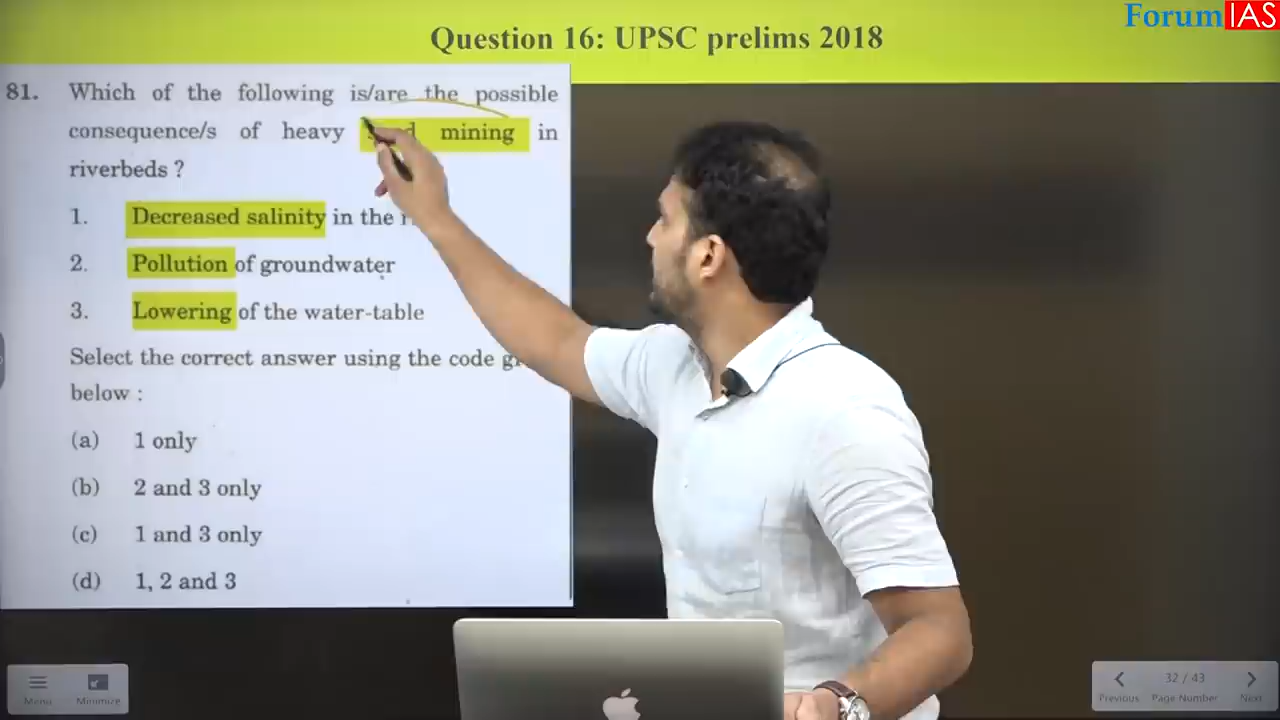 ForumIAS
Question 16: UPSC prelims 2018
81. Which of the following is/are the possible
consequence/s of heavy mining in
riverbeds ?
1. Decreased salinity in the
2. Pollution of groundwater
3. Lowering of the water-table
Select the correct answer using the code
below :
(a) 1 only
(b) 2 and 3 only
(c) 1 and 3 only
(d) 1, 2 and 3
Menu Minimize
32 / 43
Previous Page Number Next